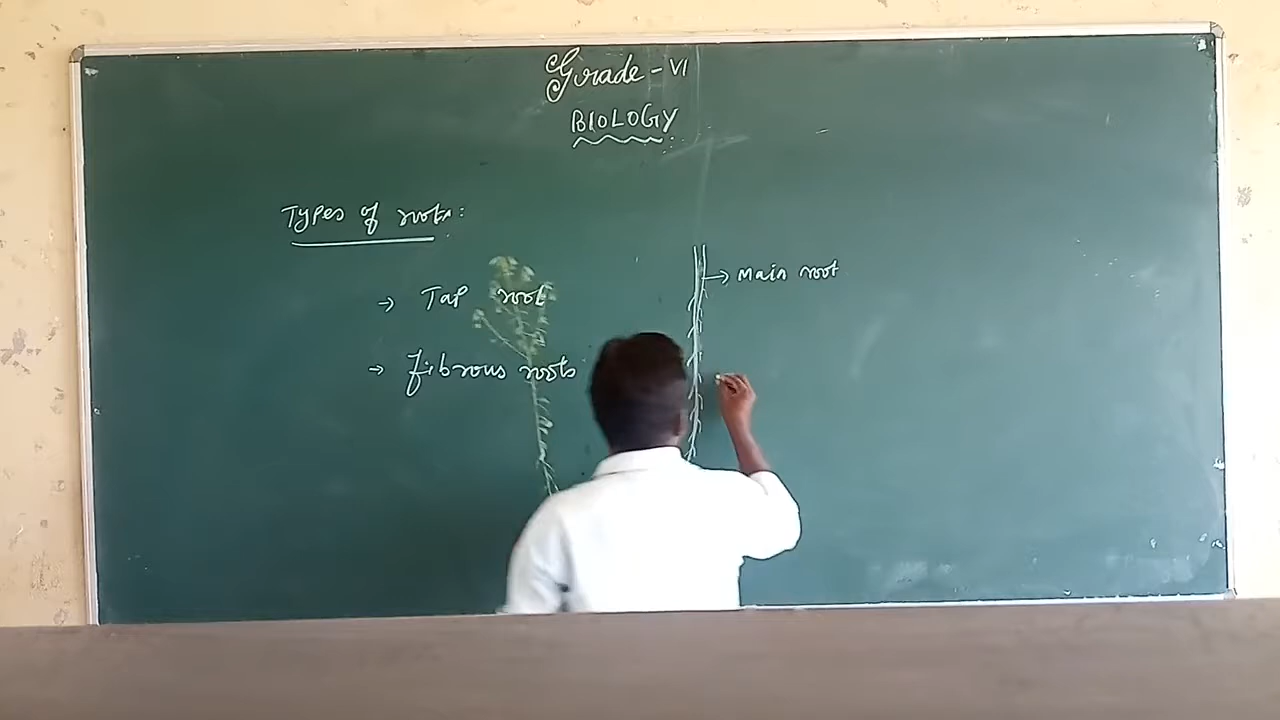 Grade - VI
BIOLOGY
Types of roots:
→ Tap root
→ fibrous roots
→ Main root